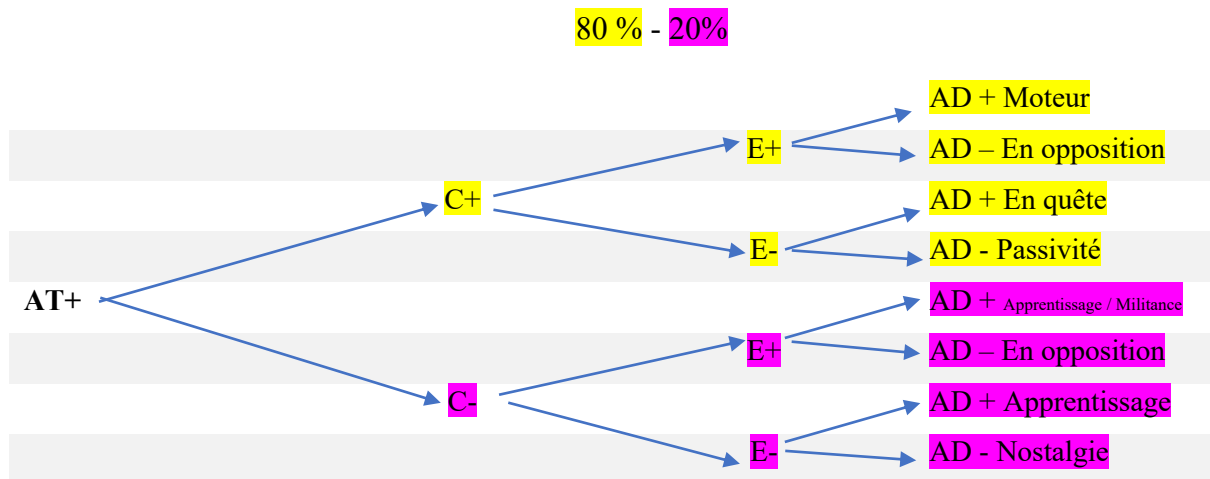 80 % - 20%
AD + Moteur
E+
AD – En opposition
C+
AD + En quête
E-
AD - Passivité
AT+
AD + Apprentissage / Militance
E+
AD – En opposition
C-
AD + Apprentissage
E-
AD - Nostalgie